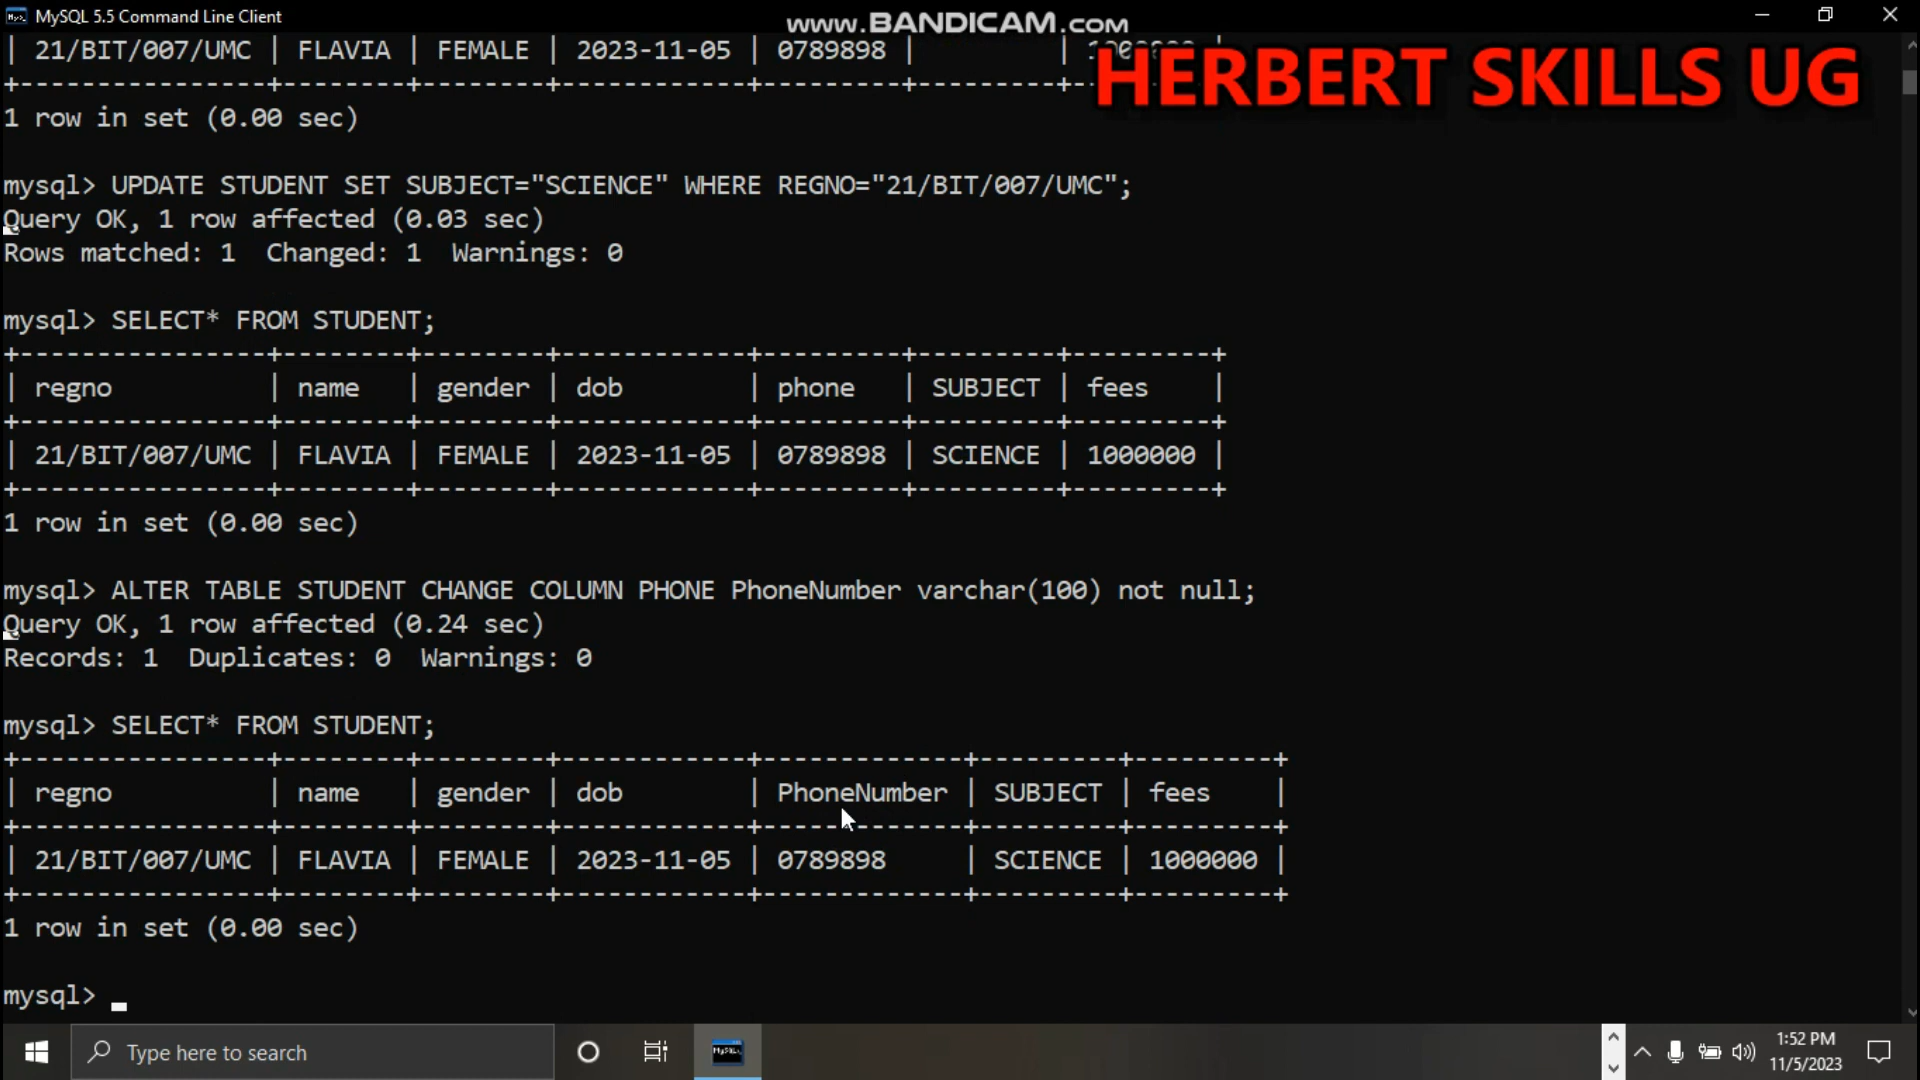 MySQL 5.5 Command Line Client
www.BANDICAM.com
| 21/BIT/007/UMC | FLAVIA | FEMALE | 2023-11-05 | 0789898 |         | 1000000 |
HERBERT SKILLS UG
+----------------+--------+--------+------------+---------+---------+---------+
1 row in set (0.00 sec)
mysql> UPDATE STUDENT SET SUBJECT="SCIENCE" WHERE REGNO="21/BIT/007/UMC";
Query OK, 1 row affected (0.03 sec)
Rows matched: 1  Changed: 1  Warnings: 0
mysql> SELECT* FROM STUDENT;
+----------------+--------+--------+------------+---------+---------+---------+
| regno          | name   | gender | dob        | phone   | SUBJECT | fees    |
+----------------+--------+--------+------------+---------+---------+---------+
| 21/BIT/007/UMC | FLAVIA | FEMALE | 2023-11-05 | 0789898 | SCIENCE | 1000000 |
+----------------+--------+--------+------------+---------+---------+---------+
1 row in set (0.00 sec)
mysql> ALTER TABLE STUDENT CHANGE COLUMN PHONE PhoneNumber varchar(100) not null;
Query OK, 1 row affected (0.24 sec)
Records: 1  Duplicates: 0  Warnings: 0
mysql> SELECT* FROM STUDENT;
+----------------+--------+--------+------------+-------------+---------+---------+
| regno          | name   | gender | dob        | PhoneNumber | SUBJECT | fees    |
+----------------+--------+--------+------------+-------------+---------+---------+
| 21/BIT/007/UMC | FLAVIA | FEMALE | 2023-11-05 | 0789898     | SCIENCE | 1000000 |
+----------------+--------+--------+------------+-------------+---------+---------+
1 row in set (0.00 sec)
mysql> _
Type here to search
MySQL
1:52 PM
11/5/2023